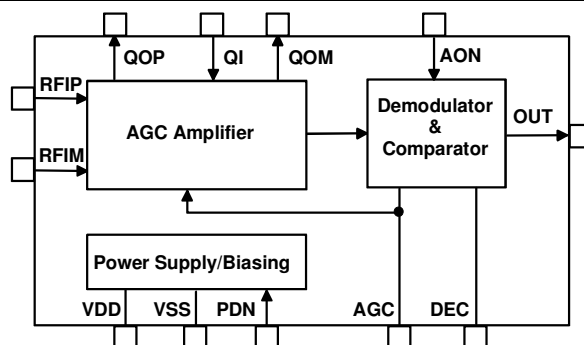 QOP
QI
QOM
AON
RFIP
RFIM
AGC Amplifier
Demodulator
&
Comparator
OUT
Power Supply/Biasing
VDD
VSS
PDN
AGC
DEC